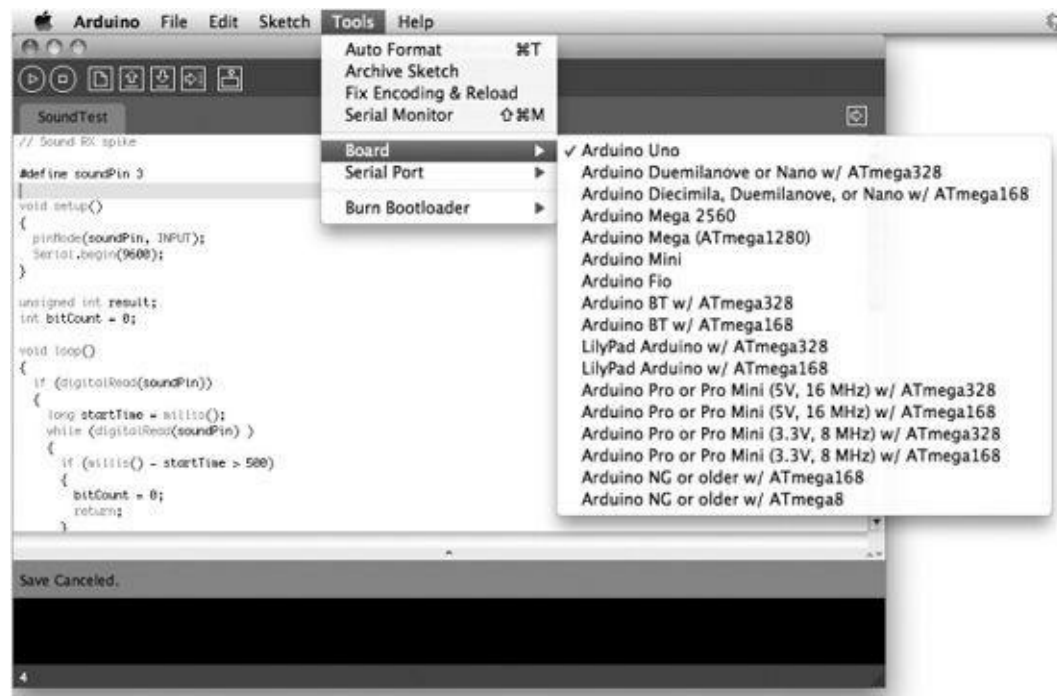 Arduino File Edit Sketch Tools Help
Auto Format ⌘T
Archive Sketch
Fix Encoding & Reload
Serial Monitor ⇧⌘M
Board
Serial Port
Burn Bootloader
✓ Arduino Uno
Arduino Duemilanove or Nano w/ ATmega328
Arduino Diecimila, Duemilanove, or Nano w/ ATmega168
Arduino Mega 2560
Arduino Mega (ATmega1280)
Arduino Mini
Arduino Fio
Arduino BT w/ ATmega328
Arduino BT w/ ATmega168
LilyPad Arduino w/ ATmega328
LilyPad Arduino w/ ATmega168
Arduino Pro or Pro Mini (5V, 16 MHz) w/ ATmega328
Arduino Pro or Pro Mini (5V, 16 MHz) w/ ATmega168
Arduino Pro or Pro Mini (3.3V, 8 MHz) w/ ATmega328
Arduino Pro or Pro Mini (3.3V, 8 MHz) w/ ATmega168
Arduino NG or older w/ ATmega168
Arduino NG or older w/ ATmega8
SoundTest
// Sound RX spike
#define soundPin 3
void setup()
{
pinMode(soundPin, INPUT);
Serial.begin(9600);
}
unsigned int result;
int bitCount = 0;
void loop()
{
if (digitalRead(soundPin))
{
long startTime = millis();
while (digitalRead(soundPin) )
{
if (millis() - startTime > 500)
{
bitCount = 0;
return;
}
Save Canceled.
4